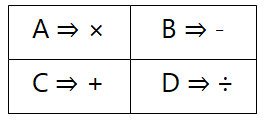 A ⇒ × B ⇒ -
C ⇒ + D ⇒ ÷